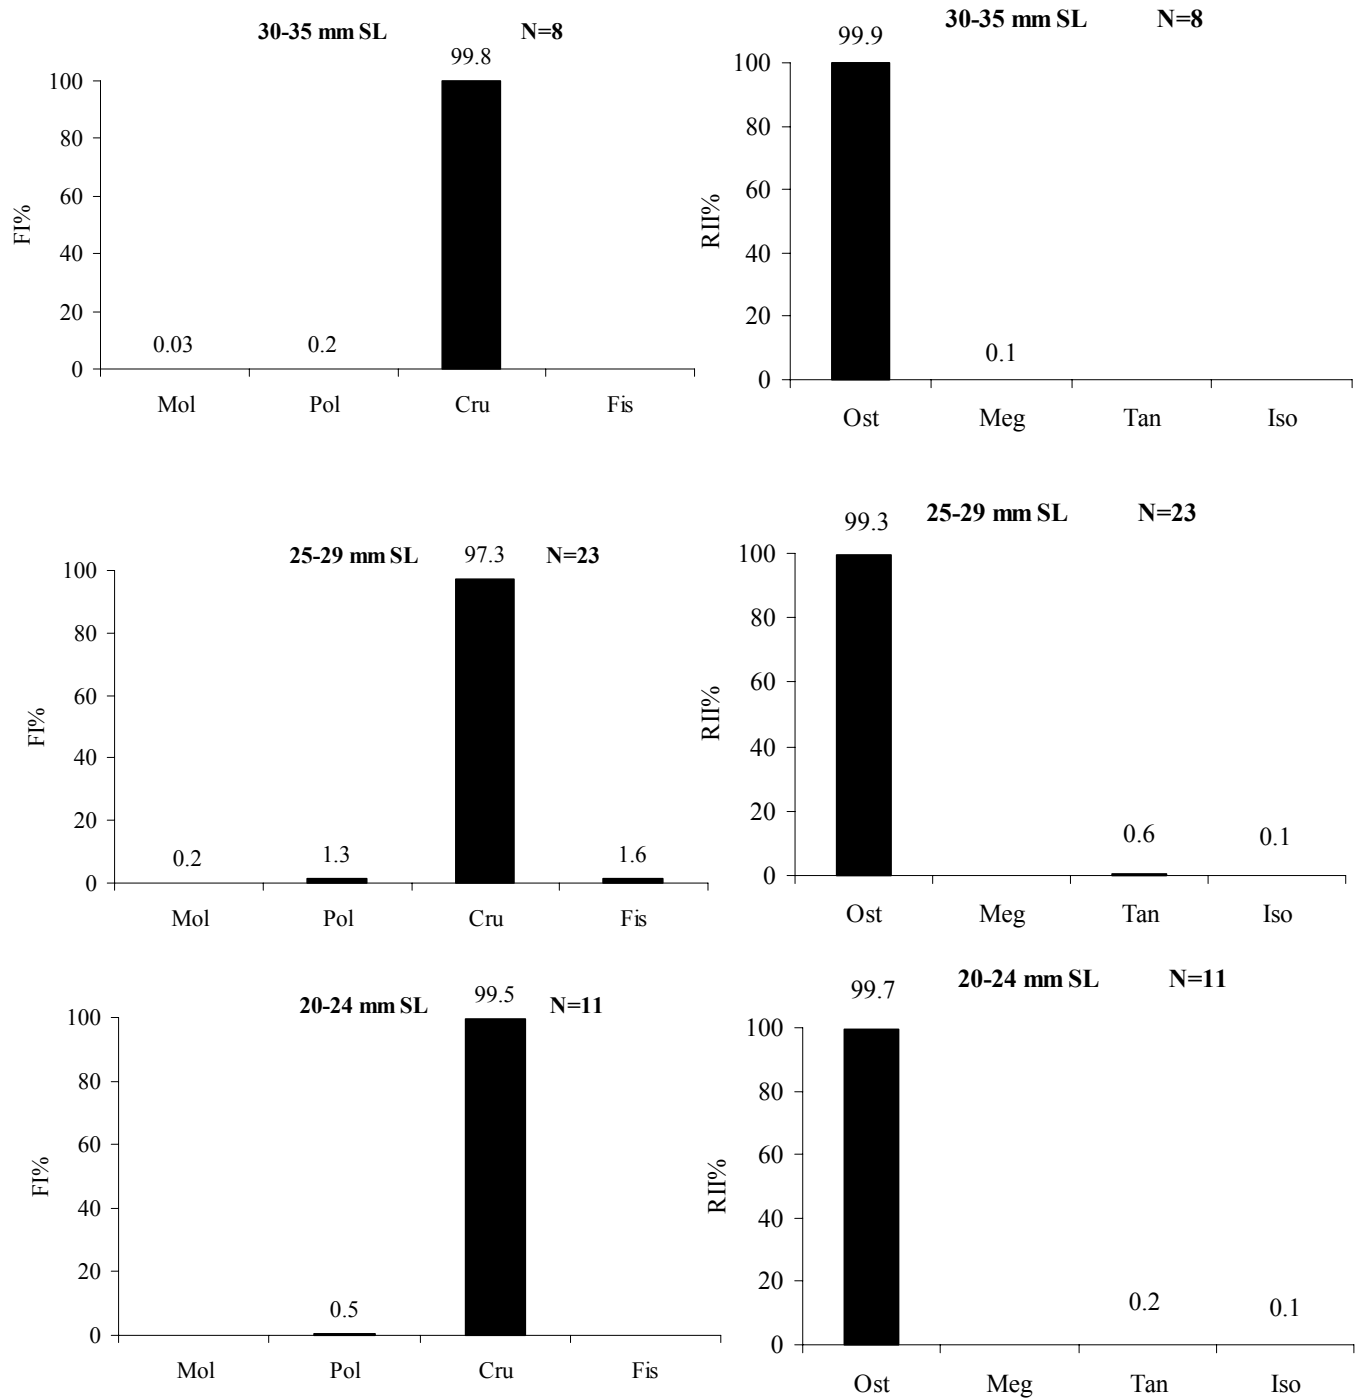 30-35 mm SL N=8
99.8
100
80
60
40
20
0
FI%
0.03 0.2
Mol Pol Cru Fis
30-35 mm SL N=8
99.9
100
80
60
40
20
0
RII%
0.1
Ost Meg Tan Iso
25-29 mm SL N=23
97.3
100
80
60
40
20
0
FI%
0.2 1.3 1.6
Mol Pol Cru Fis
25-29 mm SL N=23
99.3
100
80
60
40
20
0
RII%
0.6 0.1
Ost Meg Tan Iso
20-24 mm SL N=11
99.5
100
80
60
40
20
0
FI%
0.5
Mol Pol Cru Fis
20-24 mm SL N=11
99.7
100
80
60
40
20
0
RII%
0.2 0.1
Ost Meg Tan Iso